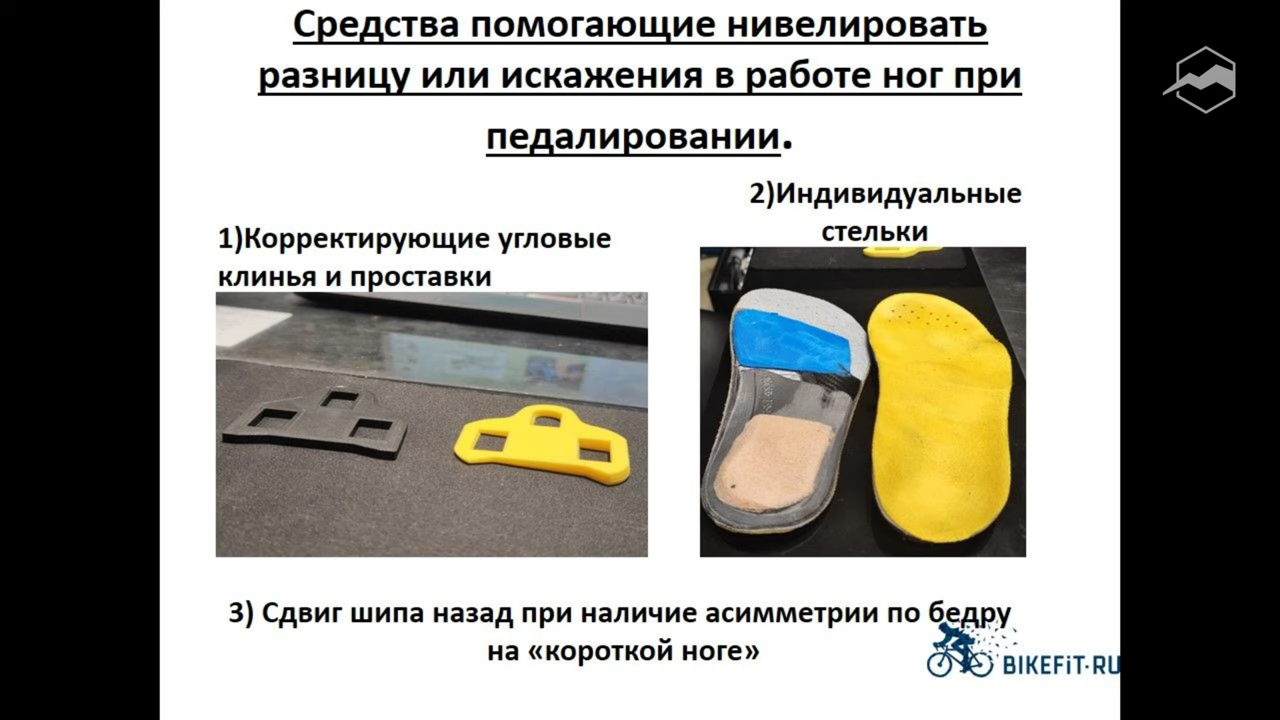 Средства помогающие нивелировать
разницу или искажения в работе ног при
педалировании.
2)Индивидуальные
стельки
1)Корректирующие угловые
клинья и проставки
3) Сдвиг шипа назад при наличие асимметрии по бедру
на «короткой ноге»
BIKEFiT·RU